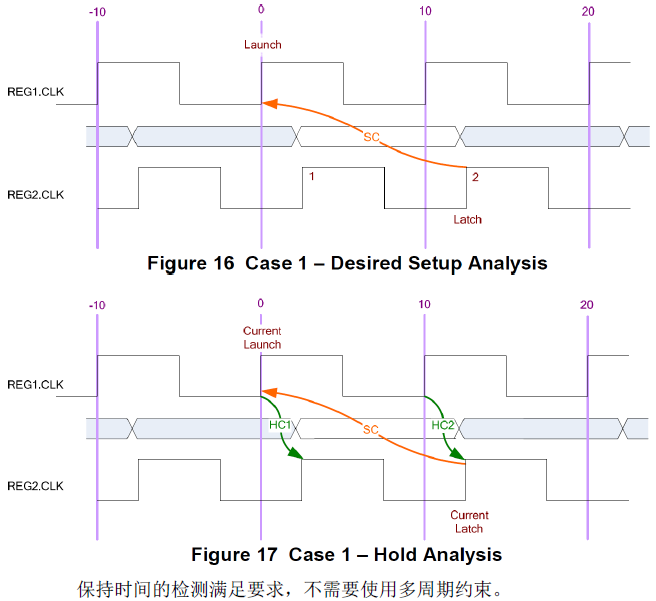 -10 0 10 20
Launch
REG1.CLK
SC
REG2.CLK
1 2
Latch
Figure 16 Case 1 – Desired Setup Analysis
-10 0 10 20
Current
Launch
REG1.CLK
HC1 SC HC2
REG2.CLK
Current
Latch
Figure 17 Case 1 – Hold Analysis
保持时间的检测满足要求，不需要使用多周期约束。